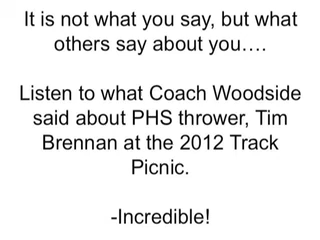 It is not what you say, but what
others say about you….
Listen to what Coach Woodside
said about PHS thrower, Tim
Brennan at the 2012 Track
Picnic.
-Incredible!